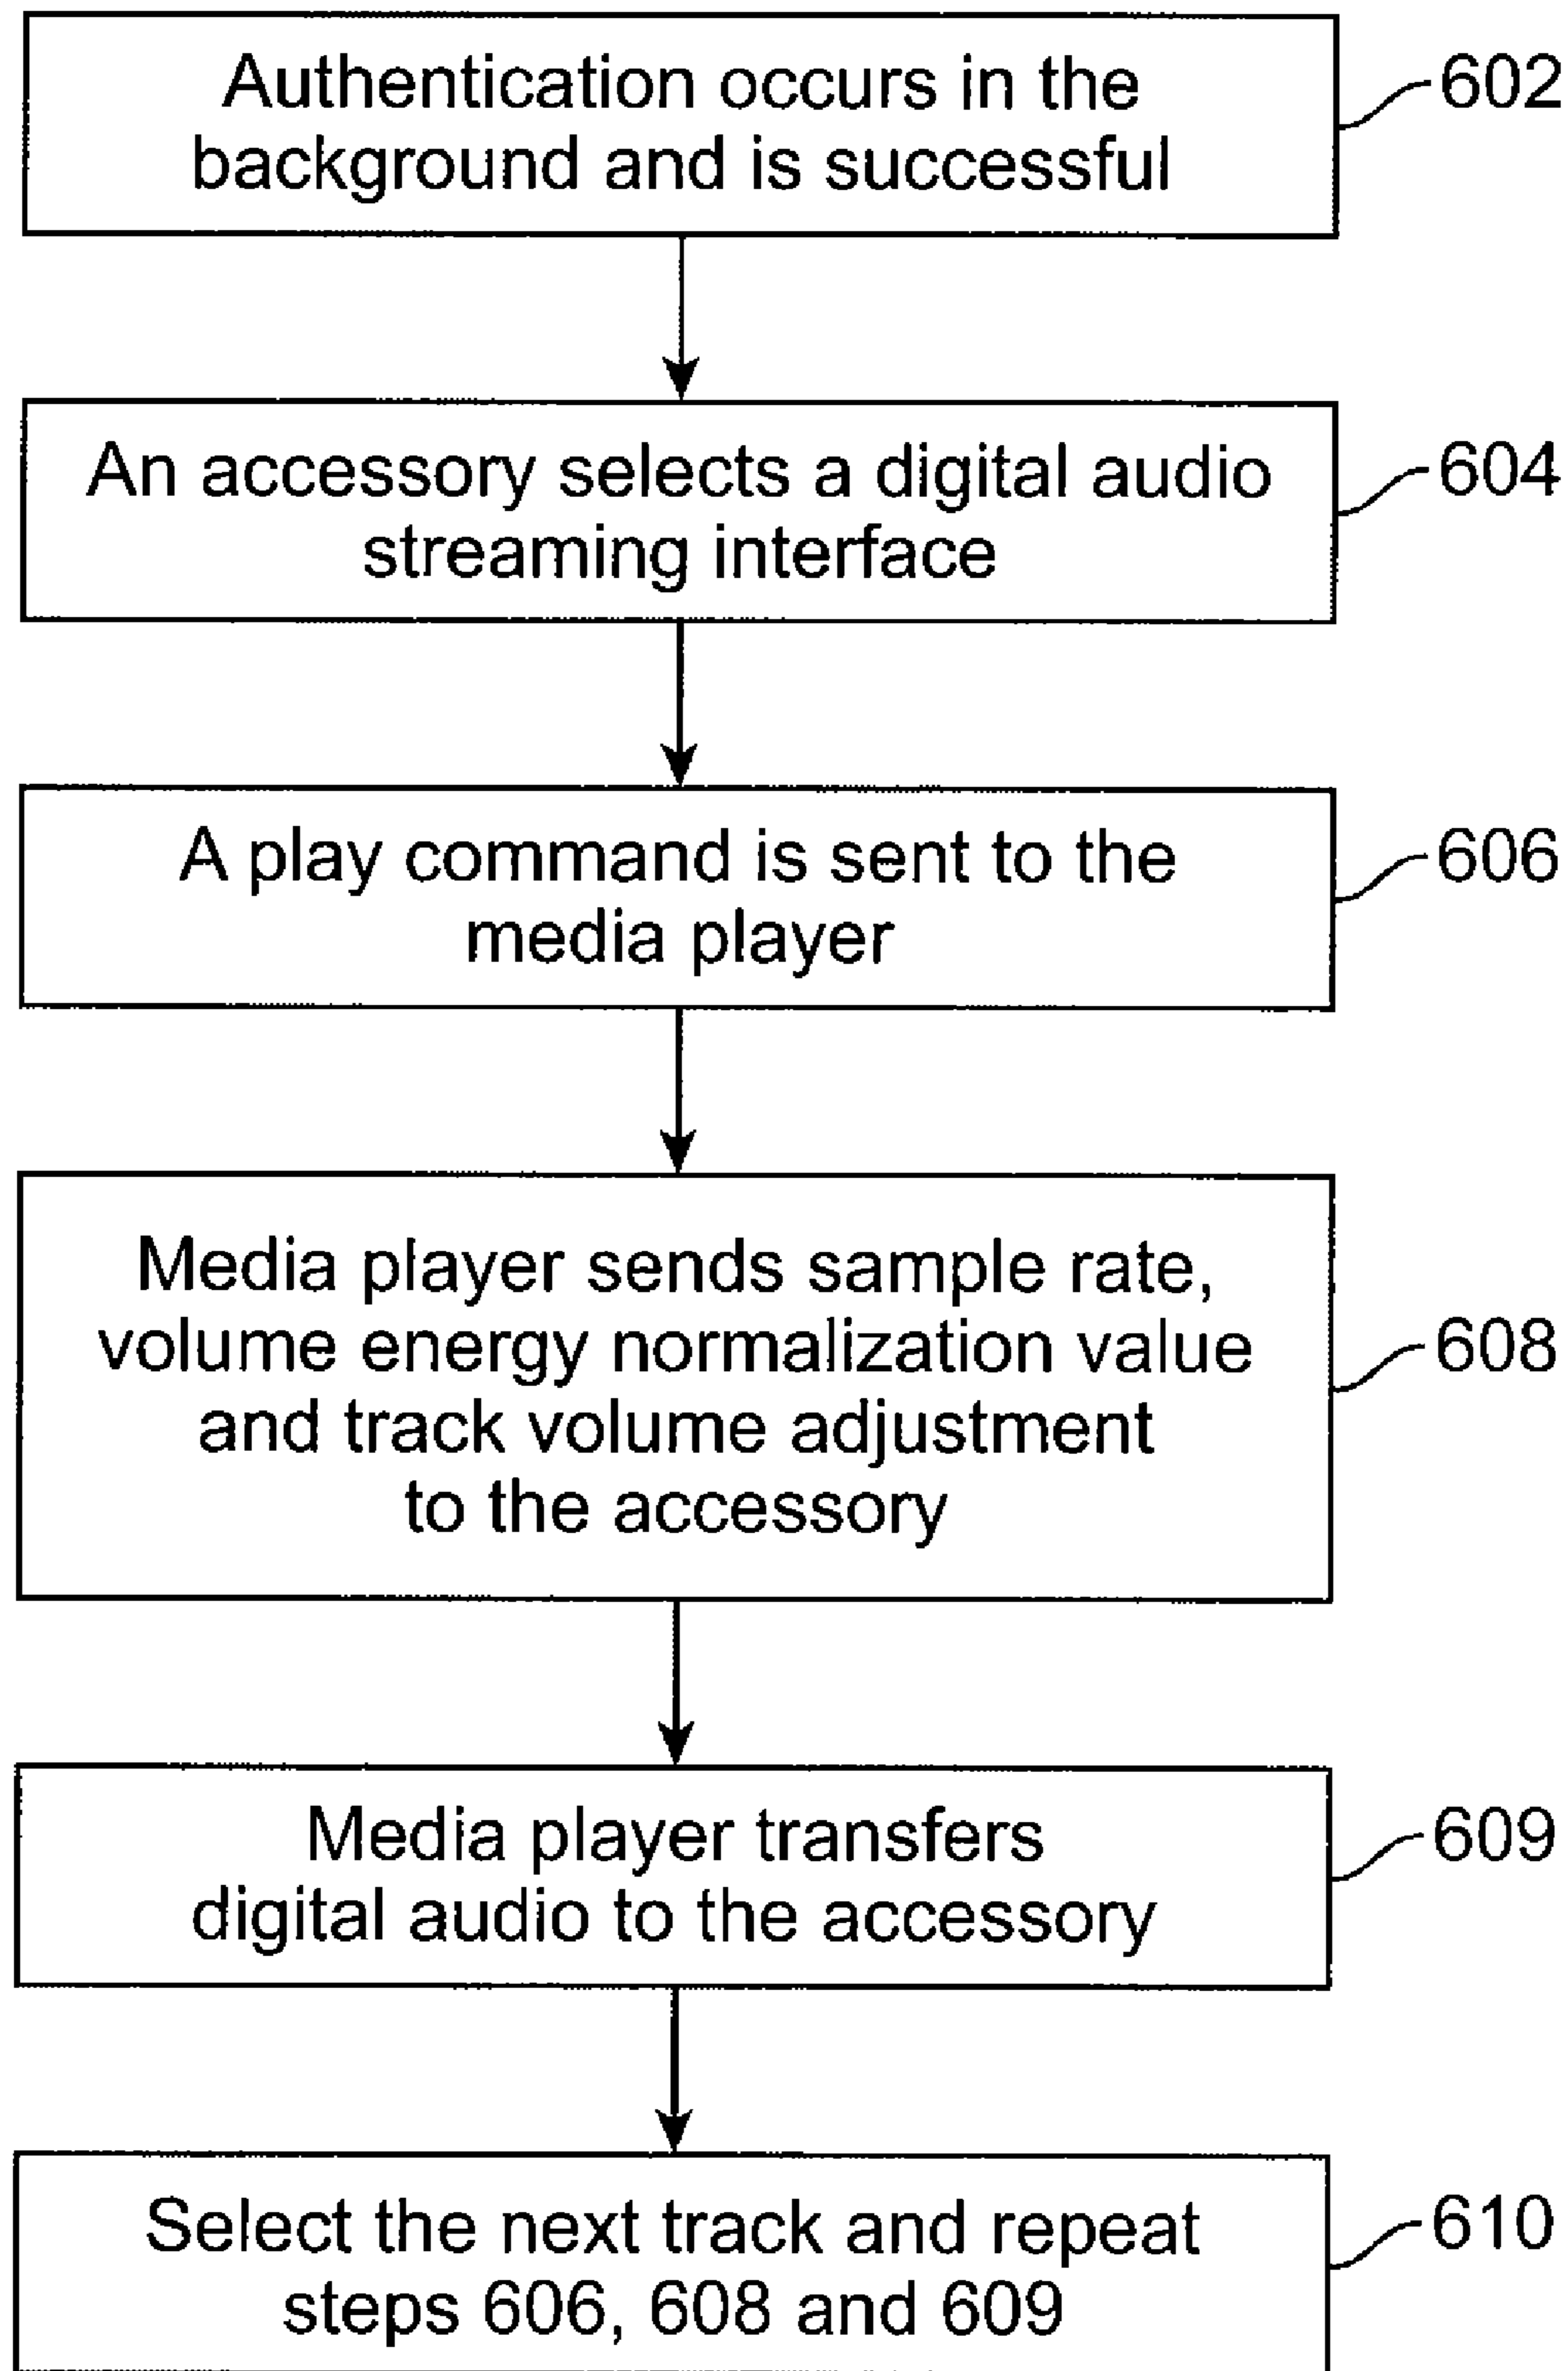 Authentication occurs in the
background and is successful
602
An accessory selects a digital audio
streaming interface
604
A play command is sent to the
media player
606
Media player sends sample rate,
volume energy normalization value
and track volume adjustment
to the accessory
608
Media player transfers
digital audio to the accessory
609
Select the next track and repeat
steps 606, 608 and 609
610